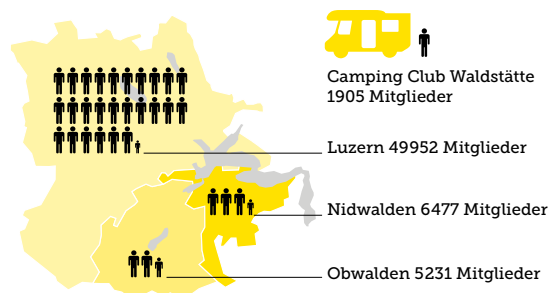 Camping Club Waldstätte
1905 Mitglieder
Luzern 49952 Mitglieder
Nidwalden 6477 Mitglieder
Obwalden 5231 Mitglieder